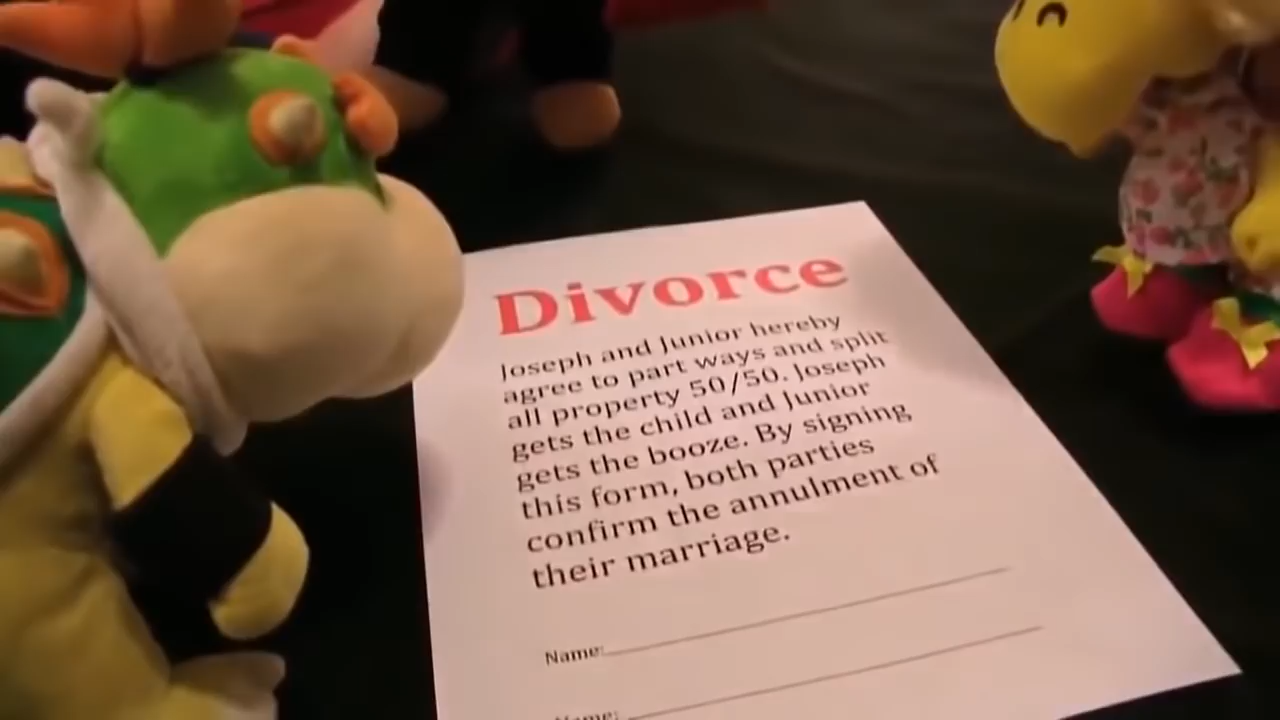 Divorce
Joseph and Junior hereby
agree to part ways and split
all property 50/50. Joseph
gets the child and Junior
gets the booze. By signing
this form, both parties
confirm the annulment of
their marriage.
Name:
Name: